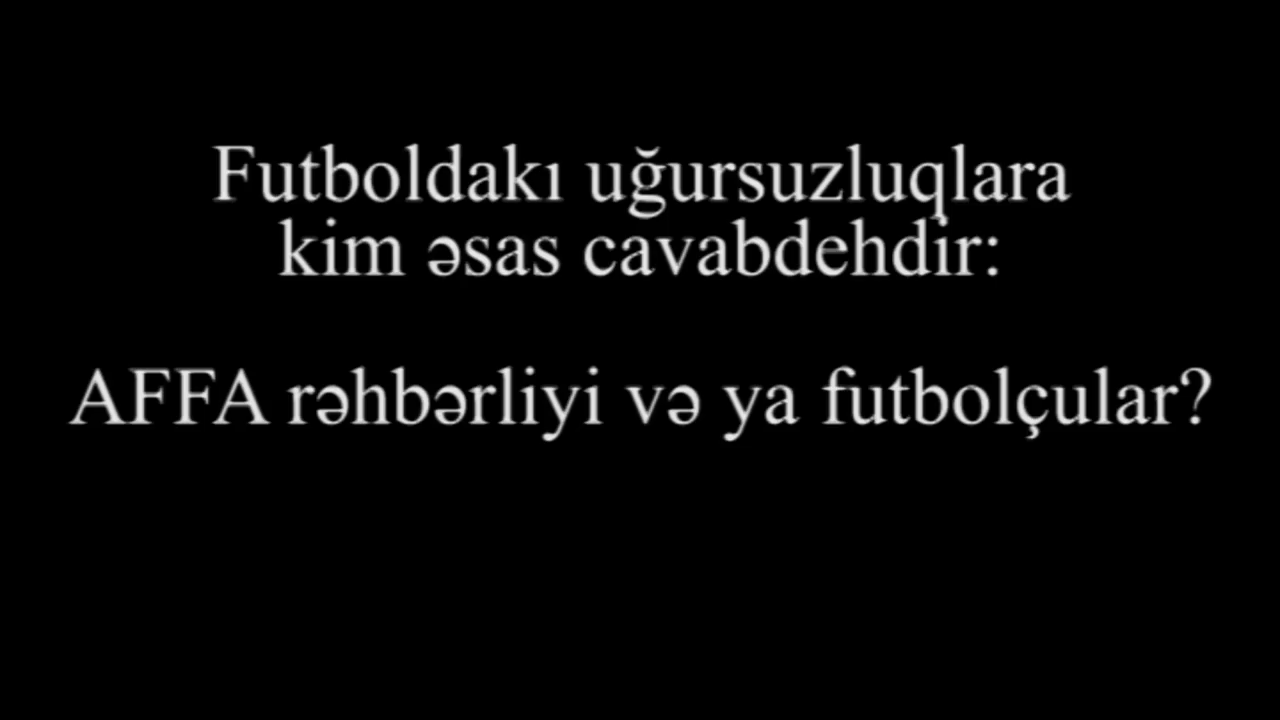 Futboldakı uğursuzluqlara
kim əsas cavabdehdir:
AFFA rəhbərliyi və ya futbolçular?